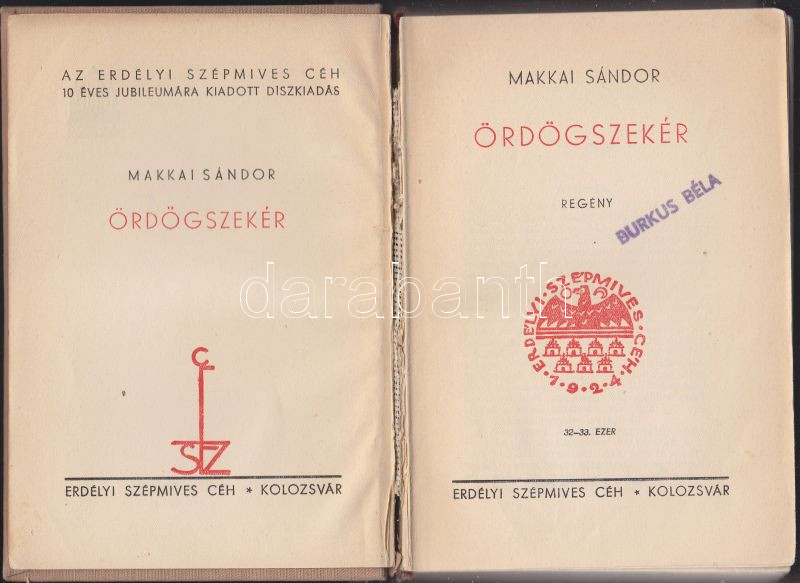 AZ ERDÉLYI SZÉPMIVES CÉH
10 ÉVES JUBILEUMÁRA KIADOTT DISZKIADÁS
MAKKAI SÁNDOR
ÖRDÖGSZEKÉR
C
SZ
ERDÉLYI SZÉPMIVES CÉH * KOLOZSVÁR
MAKKAI SÁNDOR
ÖRDÖGSZEKÉR
REGÉNY
BURKUS BÉLA
ERDÉLYI·SZÉPMIVES·CÉH·
1924
32–33. EZER
ERDÉLYI SZÉPMIVES CÉH * KOLOZSVÁR
darabanth